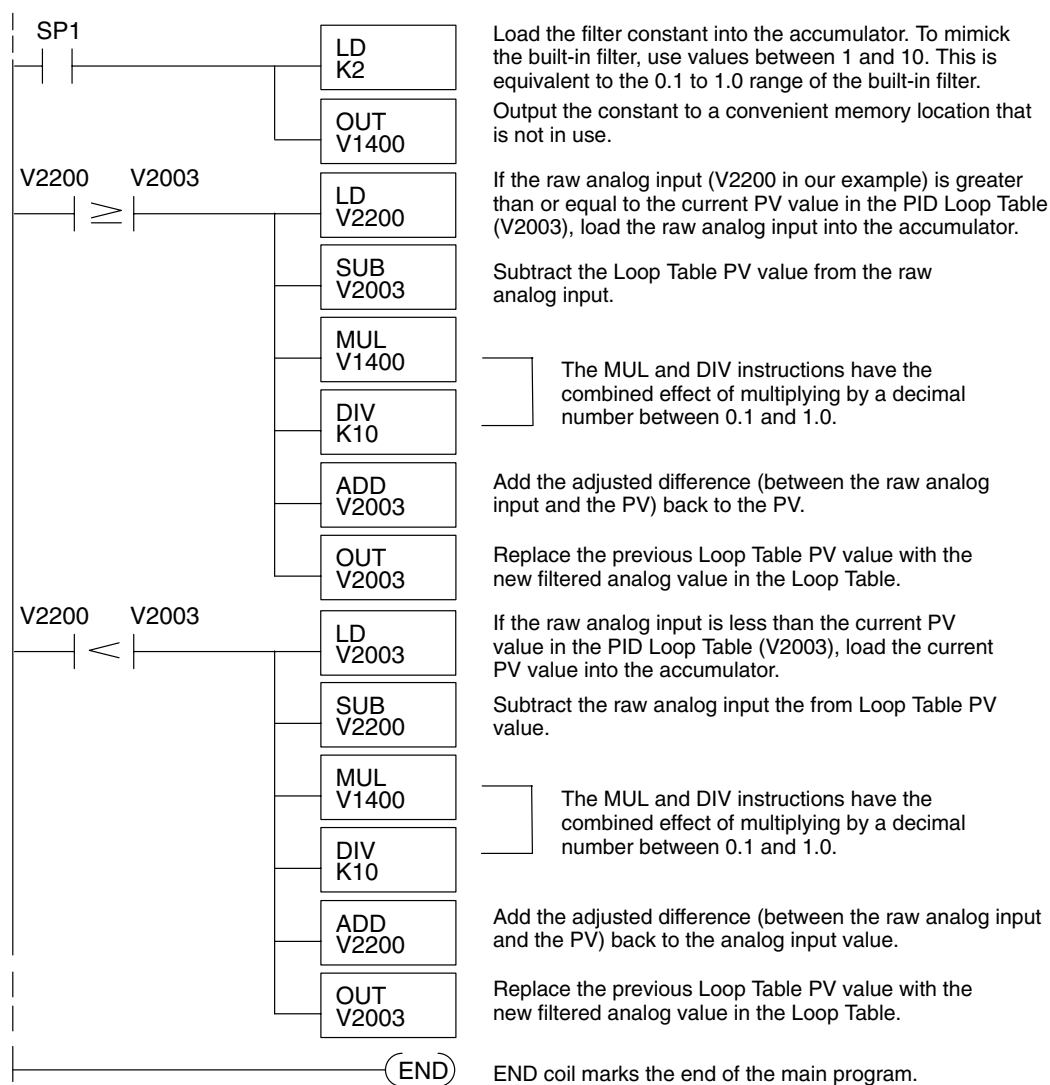 SP1
LD
K2
Load the filter constant into the accumulator. To mimick
the built-in filter, use values between 1 and 10. This is
equivalent to the 0.1 to 1.0 range of the built-in filter.
OUT
V1400
Output the constant to a convenient memory location that
is not in use.
V2200 V2003
≥
LD
V2200
If the raw analog input (V2200 in our example) is greater
than or equal to the current PV value in the PID Loop Table
(V2003), load the raw analog input into the accumulator.
SUB
V2003
Subtract the Loop Table PV value from the raw
analog input.
MUL
V1400
DIV
K10
The MUL and DIV instructions have the
combined effect of multiplying by a decimal
number between 0.1 and 1.0.
ADD
V2003
Add the adjusted difference (between the raw analog
input and the PV) back to the PV.
OUT
V2003
Replace the previous Loop Table PV value with the
new filtered analog value in the Loop Table.
V2200 V2003
<
LD
V2003
If the raw analog input is less than the current PV
value in the PID Loop Table (V2003), load the current
PV value into the accumulator.
SUB
V2200
Subtract the raw analog input the from Loop Table PV
value.
MUL
V1400
DIV
K10
The MUL and DIV instructions have the
combined effect of multiplying by a decimal
number between 0.1 and 1.0.
ADD
V2200
Add the adjusted difference (between the raw analog input
and the PV) back to the analog input value.
OUT
V2003
Replace the previous Loop Table PV value with the
new filtered analog value in the Loop Table.
END
END coil marks the end of the main program.